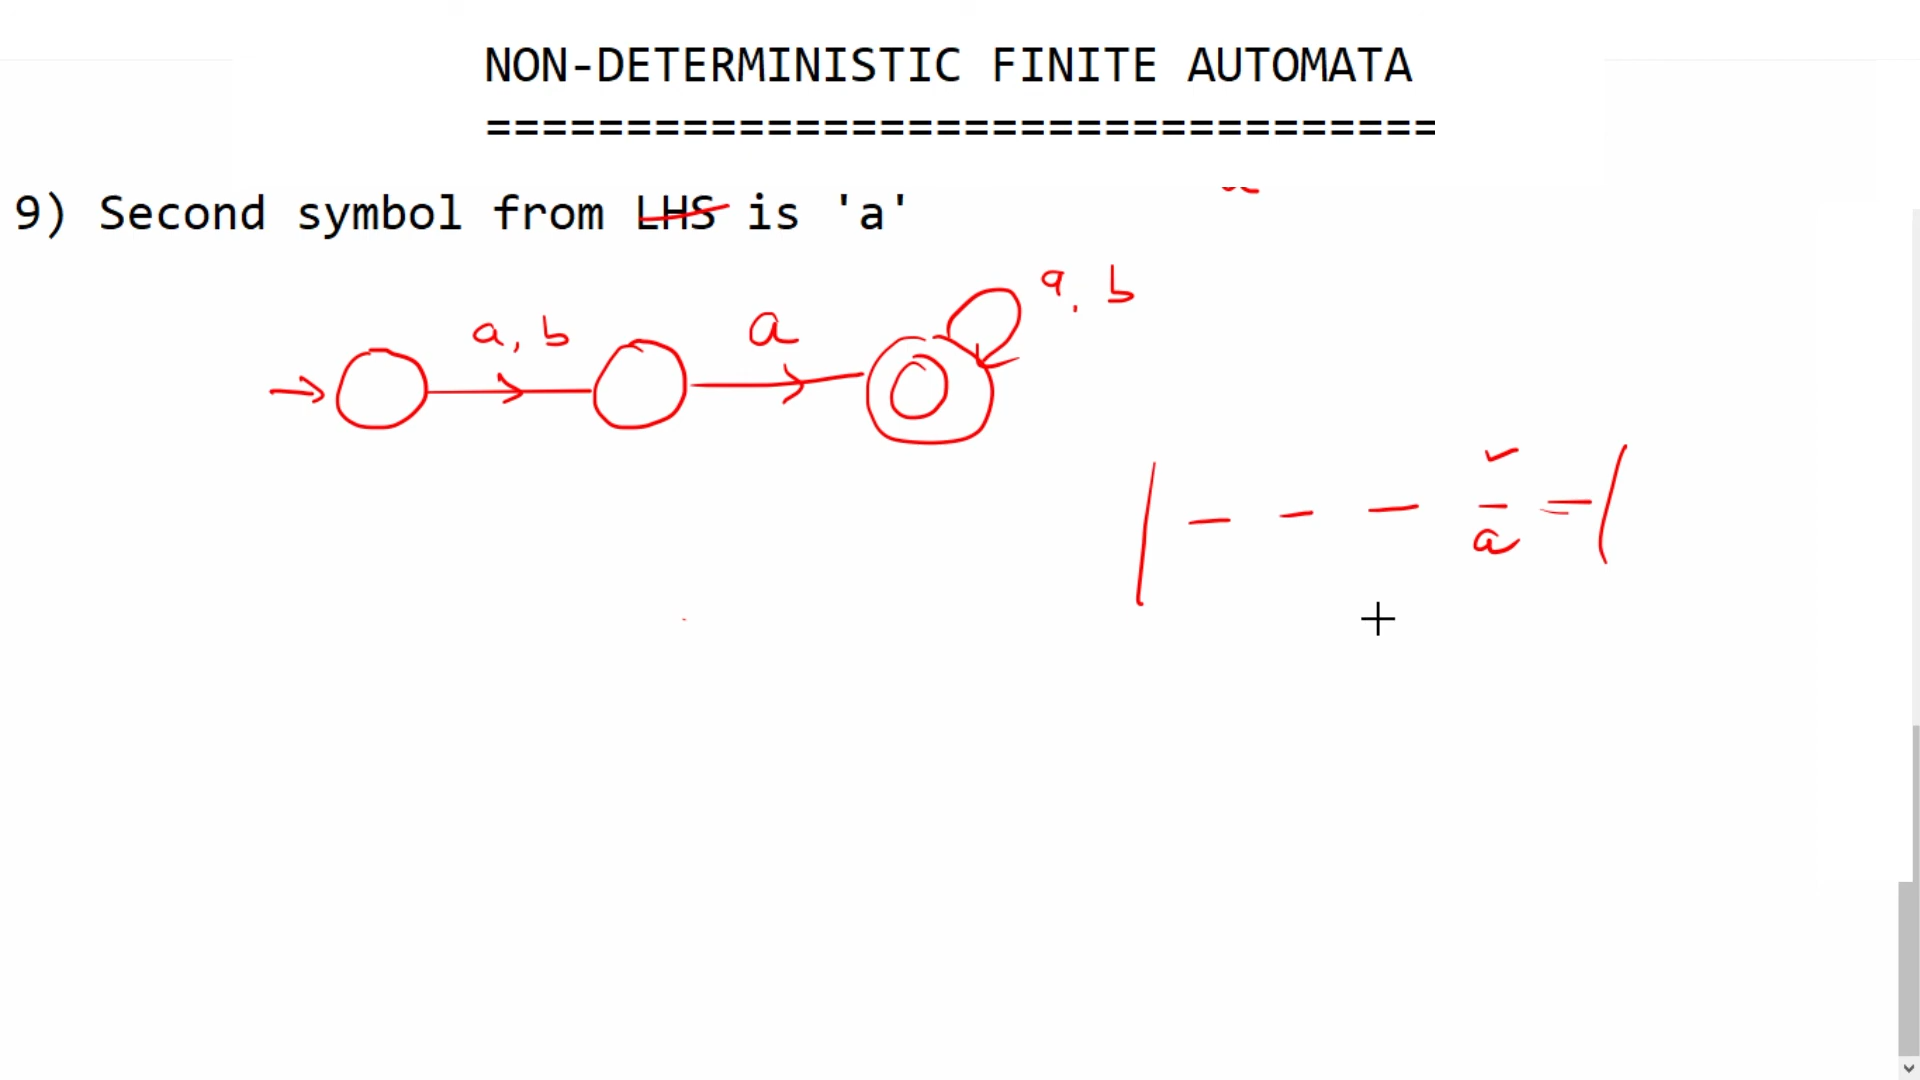 NON-DETERMINISTIC FINITE AUTOMATA
==================================
9) Second symbol from LHS is 'a'
a, b
a
a, b
a